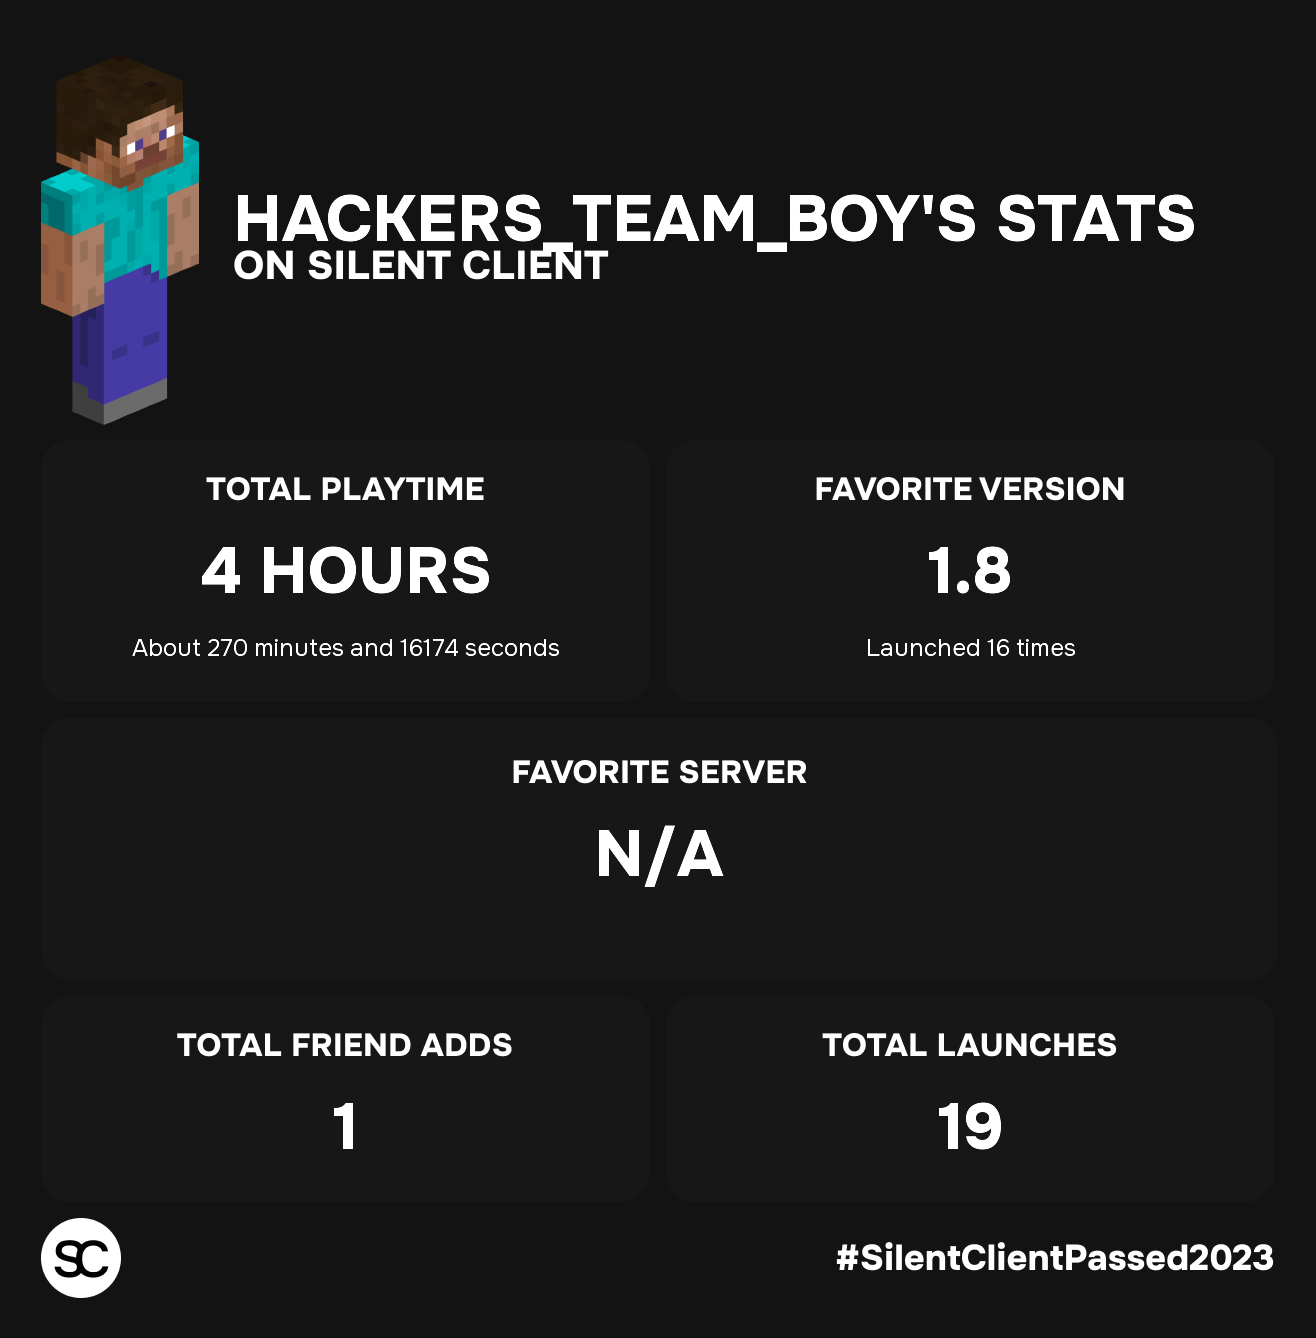 HACKERS_TEAM_BOY'S STATS
ON SILENT CLIENT
TOTAL PLAYTIME
4 HOURS
About 270 minutes and 16174 seconds
FAVORITE VERSION
1.8
Launched 16 times
FAVORITE SERVER
N/A
TOTAL FRIEND ADDS
1
TOTAL LAUNCHES
19
SC
#SilentClientPassed2023